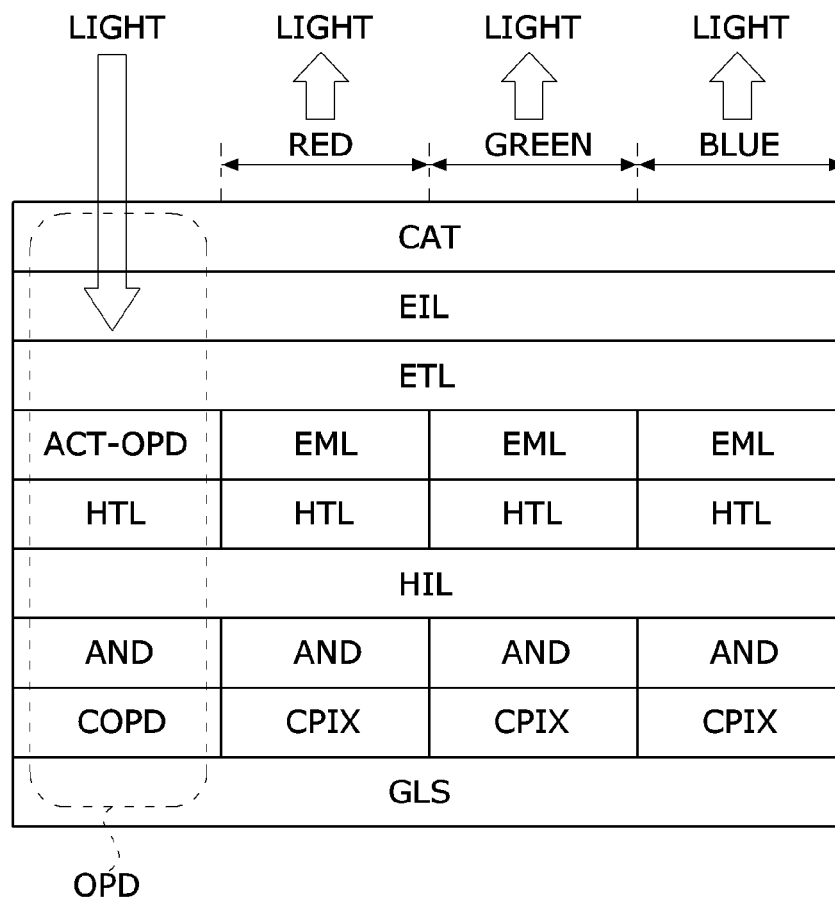 LIGHT LIGHT LIGHT LIGHT
RED GREEN BLUE
CAT
EIL
ETL
ACT-OPD EML EML EML
HTL HTL HTL HTL
HIL
AND AND AND AND
COPD CPIX CPIX CPIX
GLS
OPD